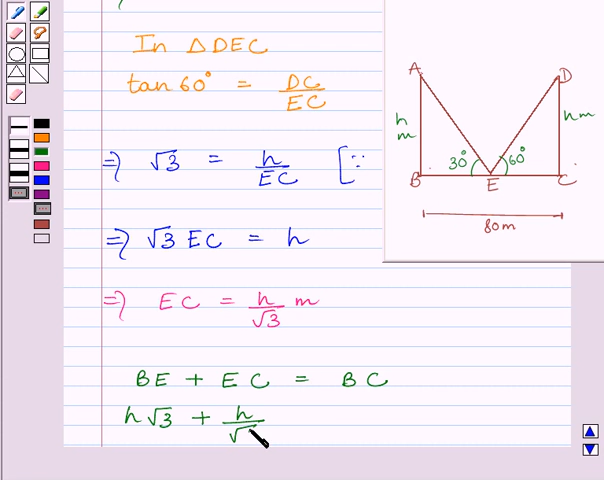 In ΔDEC
tan 60° = DC/EC
⇒ √3 = h/EC [∵
⇒ √3 EC = h
⇒ EC = h/√3 m
BE + EC = BC
h√3 + h/√
A D
h m h m
30° 60°
B E C
80m